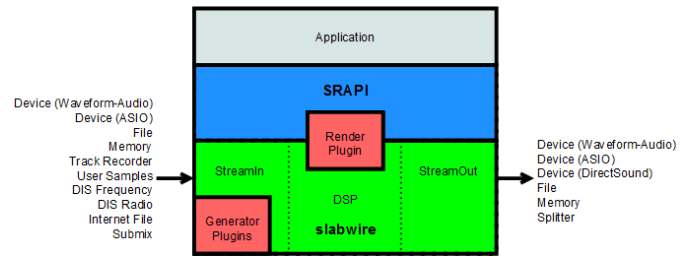 Application
SRAPI
Render
Plugin
Device (Waveform-Audio)
Device (ASIO)
File
Memory
Track Recorder
User Samples
DIS Frequency
DIS Radio
Internet File
Submix
StreamIn
DSP
StreamOut
Generator
Plugins
slabwire
Device (Waveform-Audio)
Device (ASIO)
Device (DirectSound)
File
Memory
Splitter